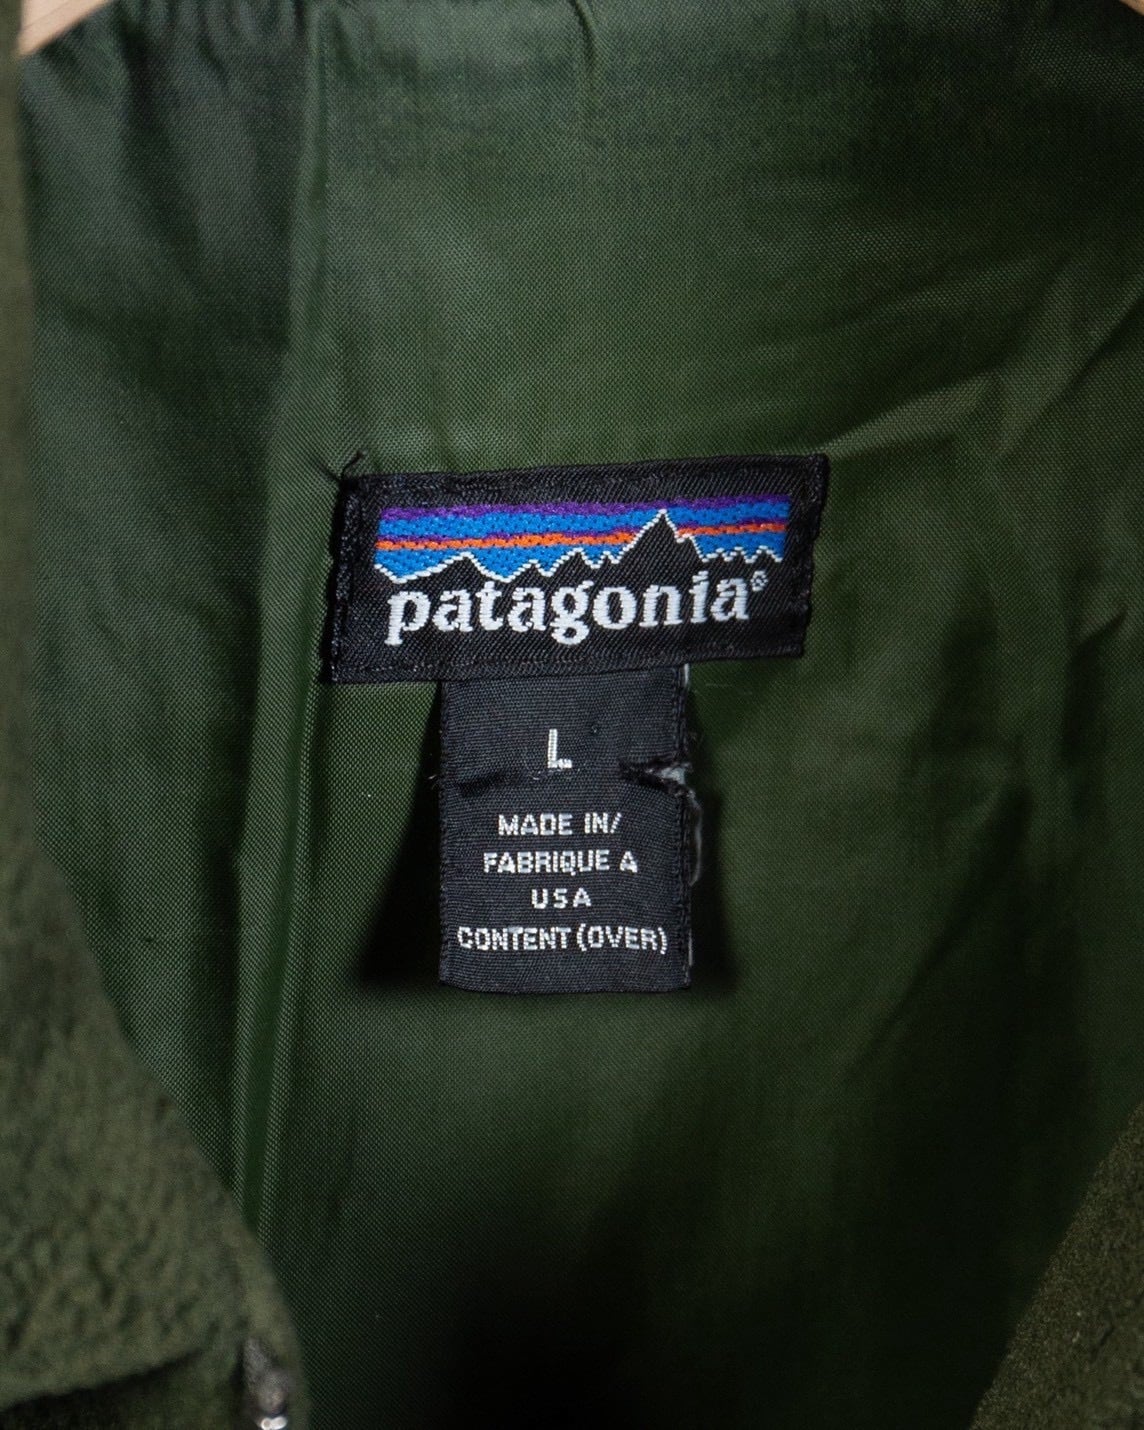 patagonia®
L
MADE IN/
FABRIQUE A
USA
CONTENT (OVER)